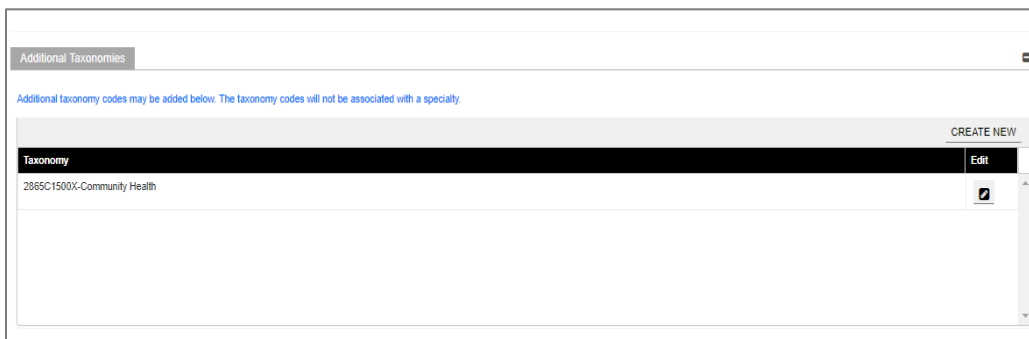 Additional Taxonomies
Additional taxonomy codes may be added below. The taxonomy codes will not be associated with a specialty.
CREATE NEW
Taxonomy Edit
2865C1500X-Community Health